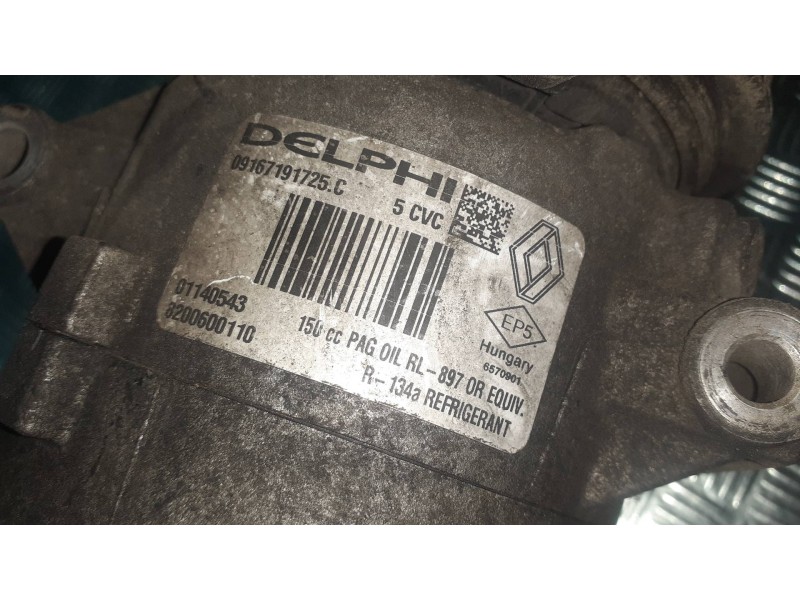 DELPHI
09167191725.C
5 CVC
01140543
8200600110
150 cc PAG OIL RL-897 OR EQUIV.
R-134a REFRIGERANT
EP5
Hungary
6570901